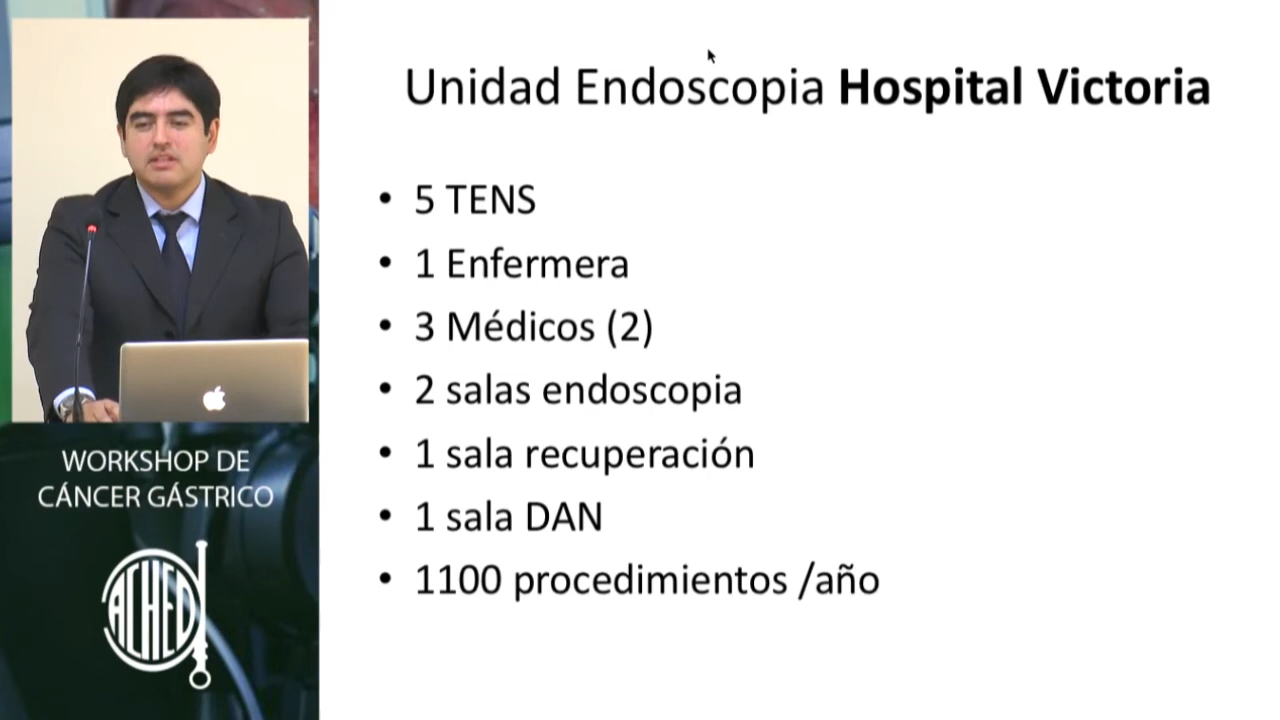 Unidad Endoscopia Hospital Victoria
• 5 TENS
• 1 Enfermera
• 3 Médicos (2)
• 2 salas endoscopia
• 1 sala recuperación
• 1 sala DAN
• 1100 procedimientos /año
WORKSHOP DE
CÁNCER GÁSTRICO
ACHED